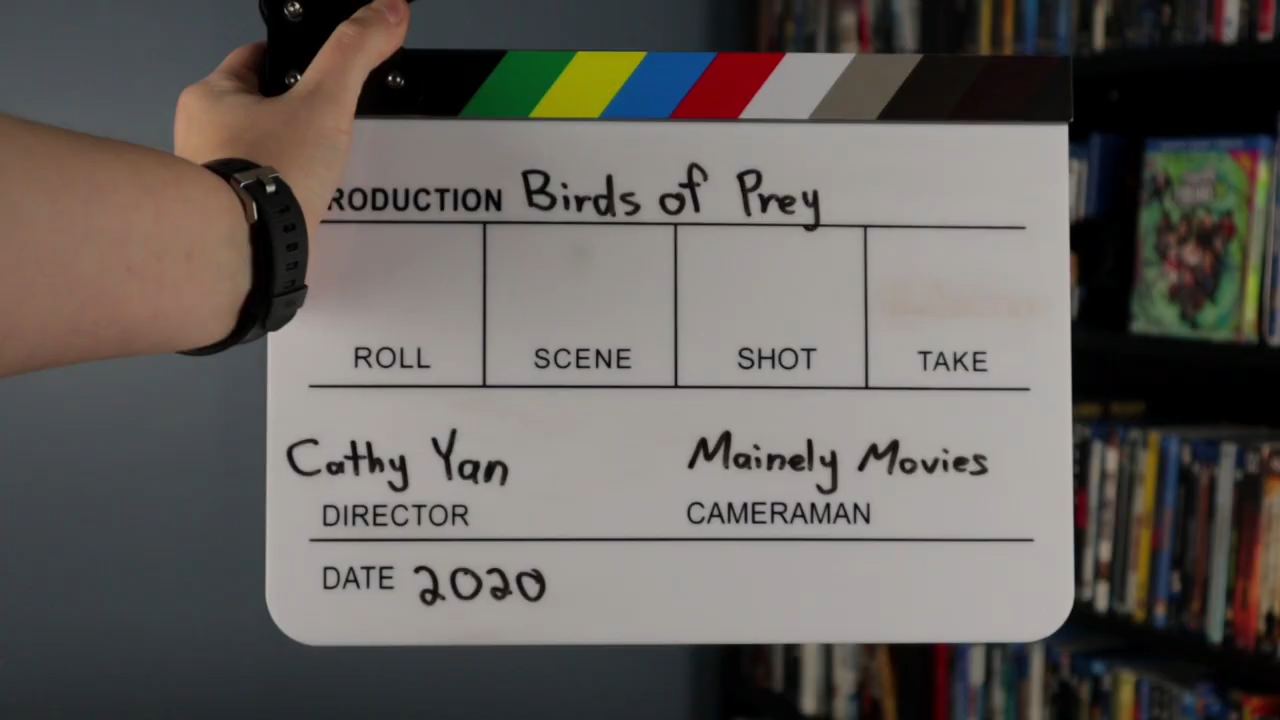 RODUCTION Birds of Prey
ROLL SCENE SHOT TAKE
Cathy Yan Mainely Movies
DIRECTOR CAMERAMAN
DATE 2020